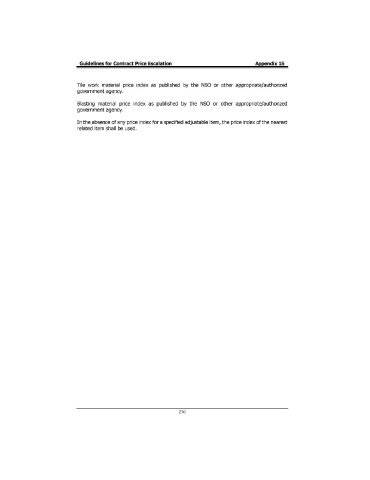 Guidelines for Contract Price Escalation Appendix 15
Tile work material price index as published by the NSO or other appropriate/authorized
government agency.
Blasting material price index as published by the NSO or other appropriate/authorized
government agency.
In the absence of any price index for a specified adjustable item, the price index of the nearest
related item shall be used.